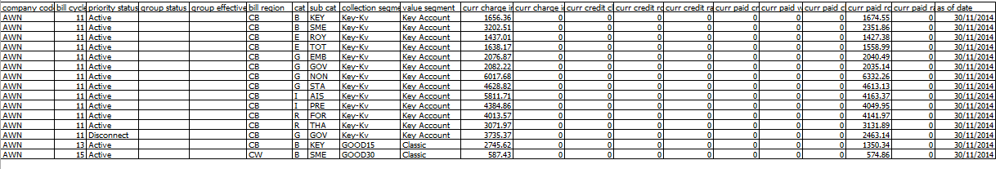 company code bill cycle priority status group status group effective bill region cat sub cat collection segme value segment curr charge in curr charge ic curr credit cl curr credit rc curr credit ra curr paid cr curr paid w curr paid c curr paid rc curr paid ra as of date
AWN 11 Active CB B KEY Key-Kv Key Account 1656.36 0 0 0 0 0 0 0 1674.55 0 30/11/2014
AWN 11 Active CB B SME Key-Kv Key Account 3202.51 0 0 0 0 0 0 0 2351.86 0 30/11/2014
AWN 11 Active CB E ROY Key-Kv Key Account 1437.01 0 0 0 0 0 0 0 1427.38 0 30/11/2014
AWN 11 Active CB E TOT Key-Kv Key Account 1638.17 0 0 0 0 0 0 0 1558.99 0 30/11/2014
AWN 11 Active CB G EMB Key-Kv Key Account 2076.87 0 0 0 0 0 0 0 2040.49 0 30/11/2014
AWN 11 Active CB G GOV Key-Kv Key Account 2082.22 0 0 0 0 0 0 0 2035.14 0 30/11/2014
AWN 11 Active CB G NON Key-Kv Key Account 6017.68 0 0 0 0 0 0 0 6332.26 0 30/11/2014
AWN 11 Active CB G STA Key-Kv Key Account 4628.82 0 0 0 0 0 0 0 4613.13 0 30/11/2014
AWN 11 Active CB I AIS Key-Kv Key Account 5811.71 0 0 0 0 0 0 0 4163.37 0 30/11/2014
AWN 11 Active CB I PRE Key-Kv Key Account 4384.86 0 0 0 0 0 0 0 4049.95 0 30/11/2014
AWN 11 Active CB R FOR Key-Kv Key Account 4013.57 0 0 0 0 0 0 0 3141.97 0 30/11/2014
AWN 11 Active CB R THA Key-Kv Key Account 3071.97 0 0 0 0 0 0 0 3131.89 0 30/11/2014
AWN 11 Disconnect CB G GOV Key-Kv Key Account 3735.37 0 0 0 0 0 0 0 2463.14 0 30/11/2014
AWN 13 Active CB B KEY GOOD15 Classic 2745.62 0 0 0 0 0 0 0 1350.34 0 30/11/2014
AWN 15 Active CW B SME GOOD30 Classic 587.43 0 0 0 0 0 0 0 574.86 0 30/11/2014